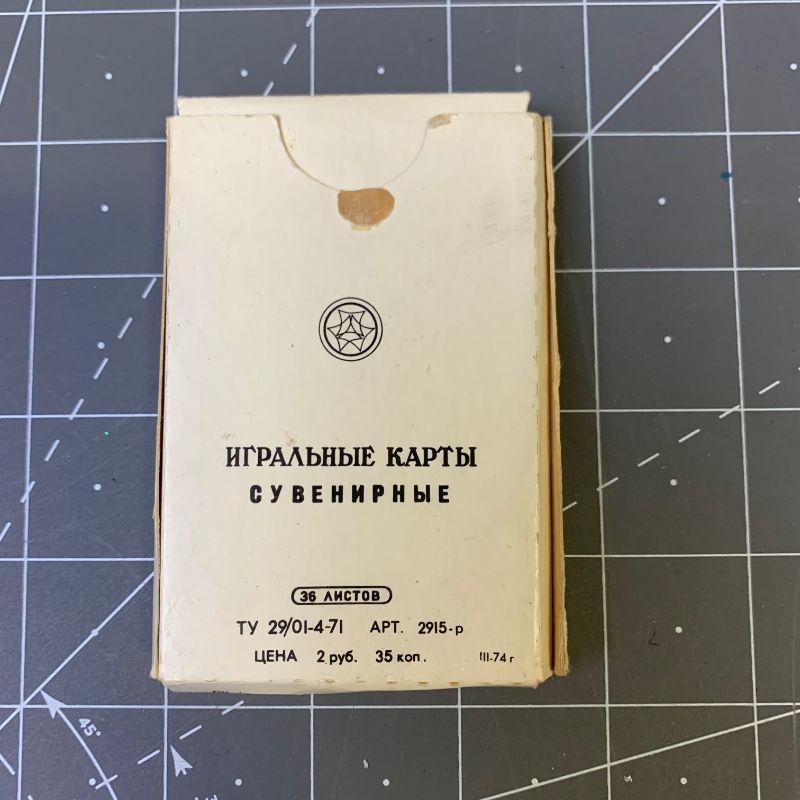 ИГРАЛЬНЫЕ КАРТЫ
СУВЕНИРНЫЕ
36 ЛИСТОВ
ТУ 29/01-4-71 АРТ. 2915-р
ЦЕНА 2 руб. 35 коп. III-74 г
45°